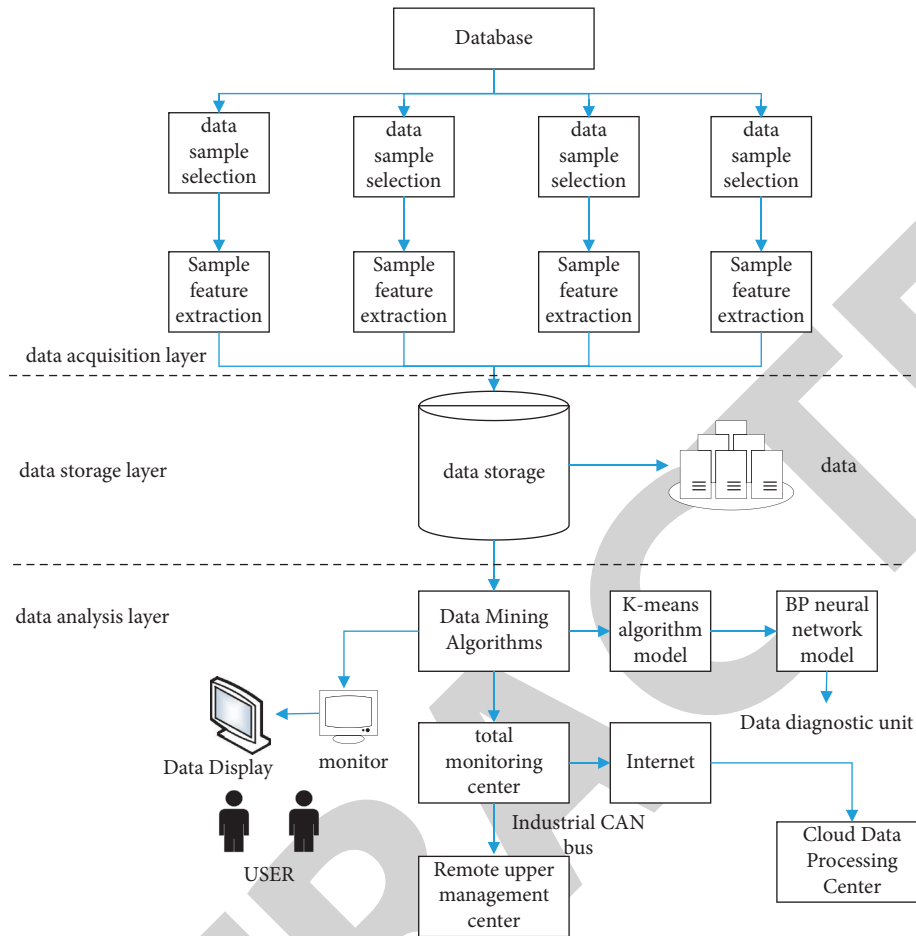 Database
data
sample
selection
data
sample
selection
data
sample
selection
data
sample
selection
Sample
feature
extraction
Sample
feature
extraction
Sample
feature
extraction
Sample
feature
extraction
data acquisition layer
data storage layer
data storage
data
data analysis layer
Data Mining
Algorithms
K-means
algorithm
model
BP neural
network
model
Data diagnostic unit
Data Display
monitor
total
monitoring
center
Internet
USER
Industrial CAN
bus
Remote upper
management
center
Cloud Data
Processing
Center